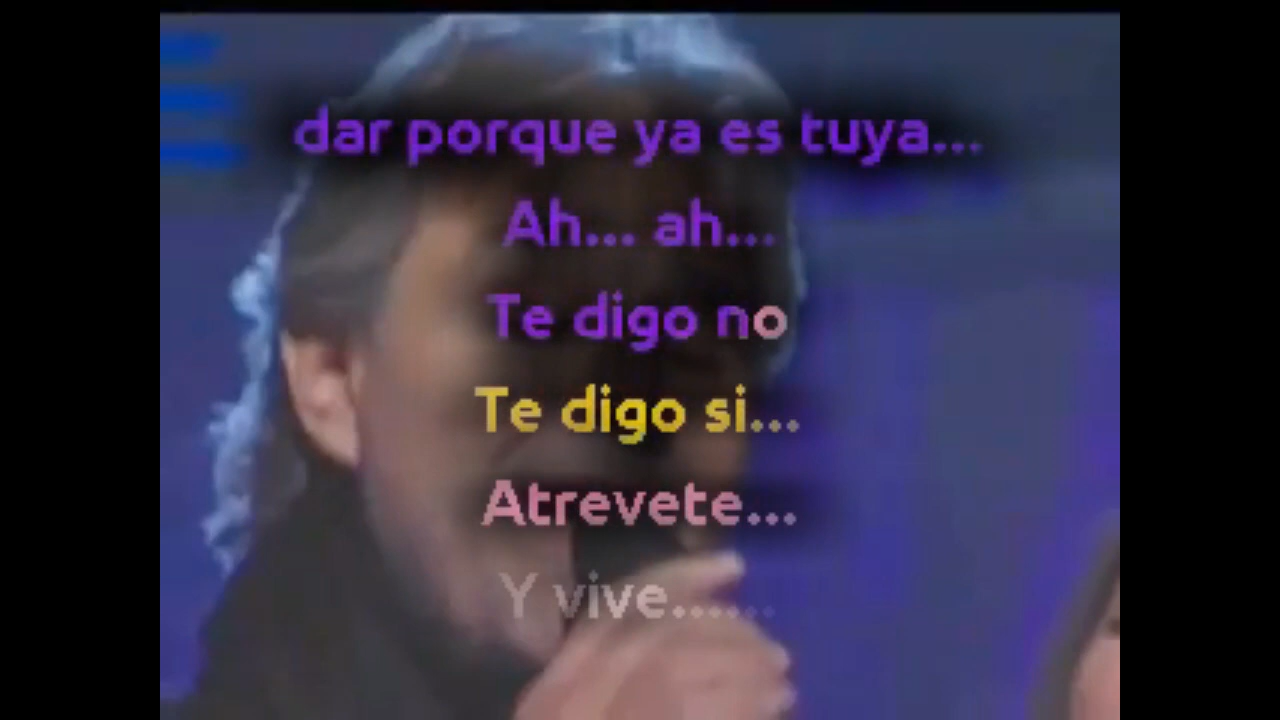 dar porque ya es tuya...
Ah... ah...
Te digo no
Te digo si...
Atrevete...
Y vive......